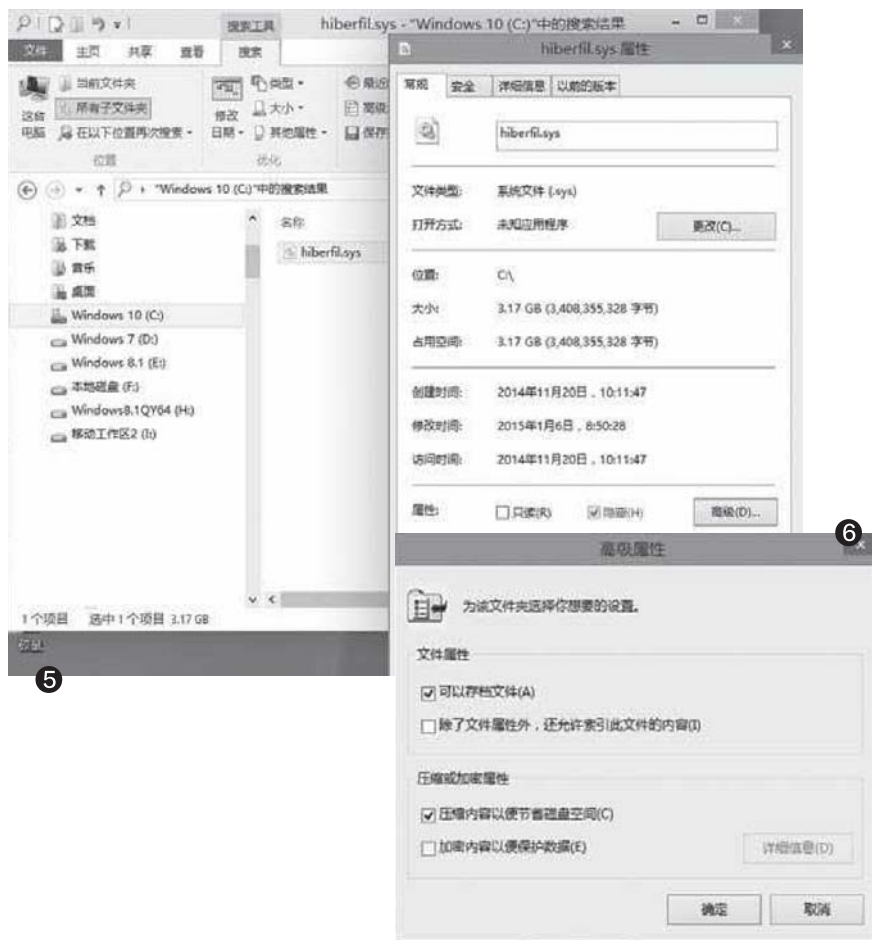 搜索工具
hiberfil.sys - "Windows 10 (C:)"中的搜索结果
文件 主页 共享 查看 搜索
这台电脑
当前文件夹
所有子文件夹
在以下位置再次搜索
位置
修改日期
类型
大小
其他属性
优化
最近
高级
保存
"Windows 10 (C:)"中的搜索结果
文档
下载
音乐
桌面
Windows 10 (C:)
Windows 7 (D:)
Windows 8.1 (E:)
本地磁盘 (F:)
Windows8.1QY64 (H:)
移动工作区2 (I:)
名称
hiberfil.sys
1个项目 选中1个项目 3.17 GB
❺
hiberfil.sys 属性
常规 安全 详细信息 以前的版本
hiberfil.sys
文件类型: 系统文件 (.sys)
打开方式: 未知应用程序 更改(C)...
位置: C:\
大小: 3.17 GB (3,408,355,328 字节)
占用空间: 3.17 GB (3,408,355,328 字节)
创建时间: 2014年11月20日，10:11:47
修改时间: 2015年1月6日，8:50:28
访问时间: 2014年11月20日，10:11:47
属性: 只读(R) 隐藏(H) 高级(D)...
❻
高级属性
为该文件夹选择你想要的设置。
文件属性
可以存档文件(A)
除了文件属性外，还允许索引此文件的内容(I)
压缩或加密属性
压缩内容以便节省磁盘空间(C)
加密内容以便保护数据(E)
详细信息(D)
确定 取消